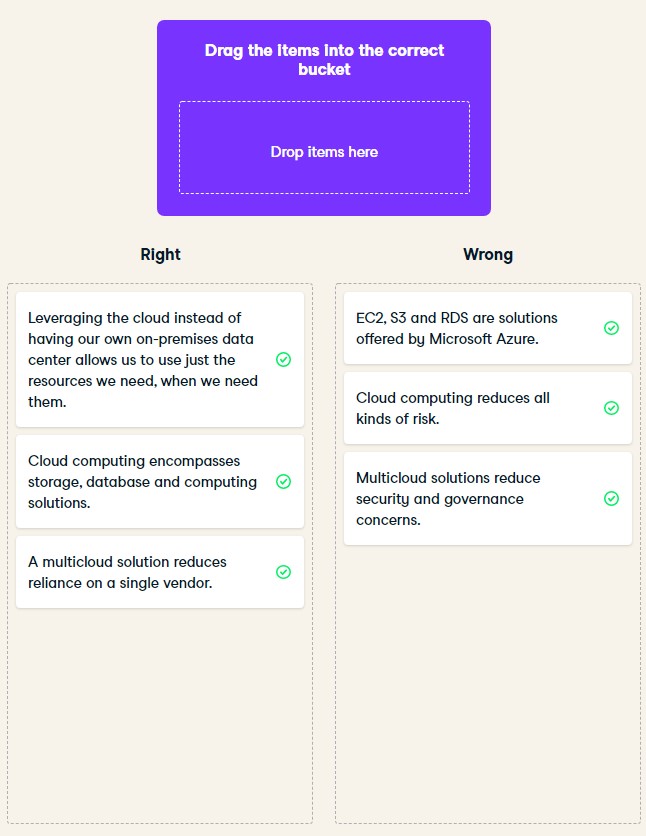 Drag the items into the correct
bucket
Drop items here
Right
Wrong
Leveraging the cloud instead of
having our own on-premises data
center allows us to use just the
resources we need, when we need
them.
Cloud computing encompasses
storage, database and computing
solutions.
A multicloud solution reduces
reliance on a single vendor.
EC2, S3 and RDS are solutions
offered by Microsoft Azure.
Cloud computing reduces all
kinds of risk.
Multicloud solutions reduce
security and governance
concerns.